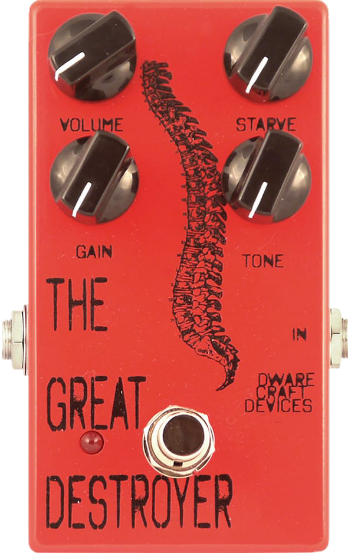 VOLUME STARVE
GAIN TONE
THE
IN
GREAT
DWARE
CRAFT
DEVICES
DESTROYER